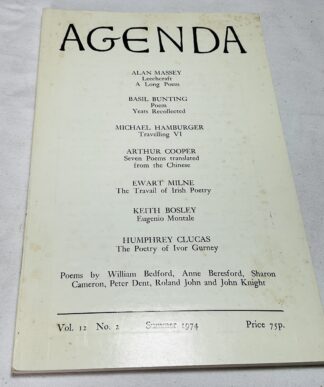 AGENDA
ALAN MASSEY
Leechcraft
A Long Poem
BASIL BUNTING
Poem
Years Recollected
MICHAEL HAMBURGER
Travelling VI
ARTHUR COOPER
Seven Poems translated
from the Chinese
EWART MILNE
The Travail of Irish Poetry
KEITH BOSLEY
Eugenio Montale
HUMPHREY CLUCAS
The Poetry of Ivor Gurney
Poems by William Bedford, Anne Beresford, Sharon
Cameron, Peter Dent, Roland John and John Knight
Vol. 12 No. 2 Summer 1974 Price 75p.